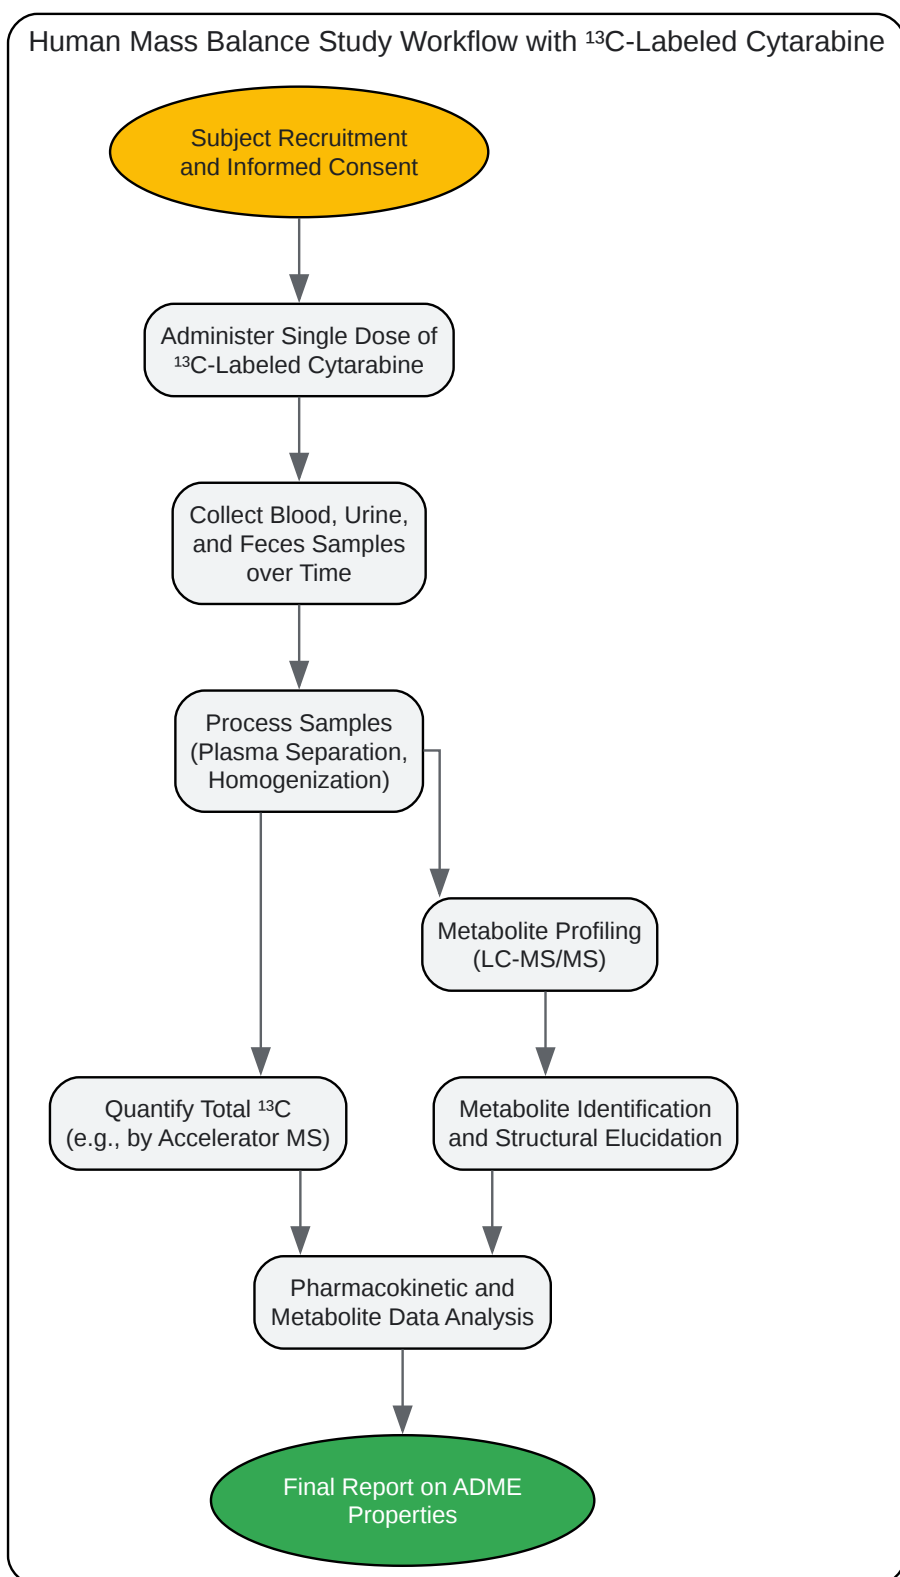 Human Mass Balance Study Workflow with ¹³C-Labeled Cytarabine
Subject Recruitment
and Informed Consent
Administer Single Dose of
¹³C-Labeled Cytarabine
Collect Blood, Urine,
and Feces Samples
over Time
Process Samples
(Plasma Separation,
Homogenization)
Metabolite Profiling
(LC-MS/MS)
Quantify Total ¹³C
(e.g., by Accelerator MS)
Metabolite Identification
and Structural Elucidation
Pharmacokinetic and
Metabolite Data Analysis
Final Report on ADME
Properties